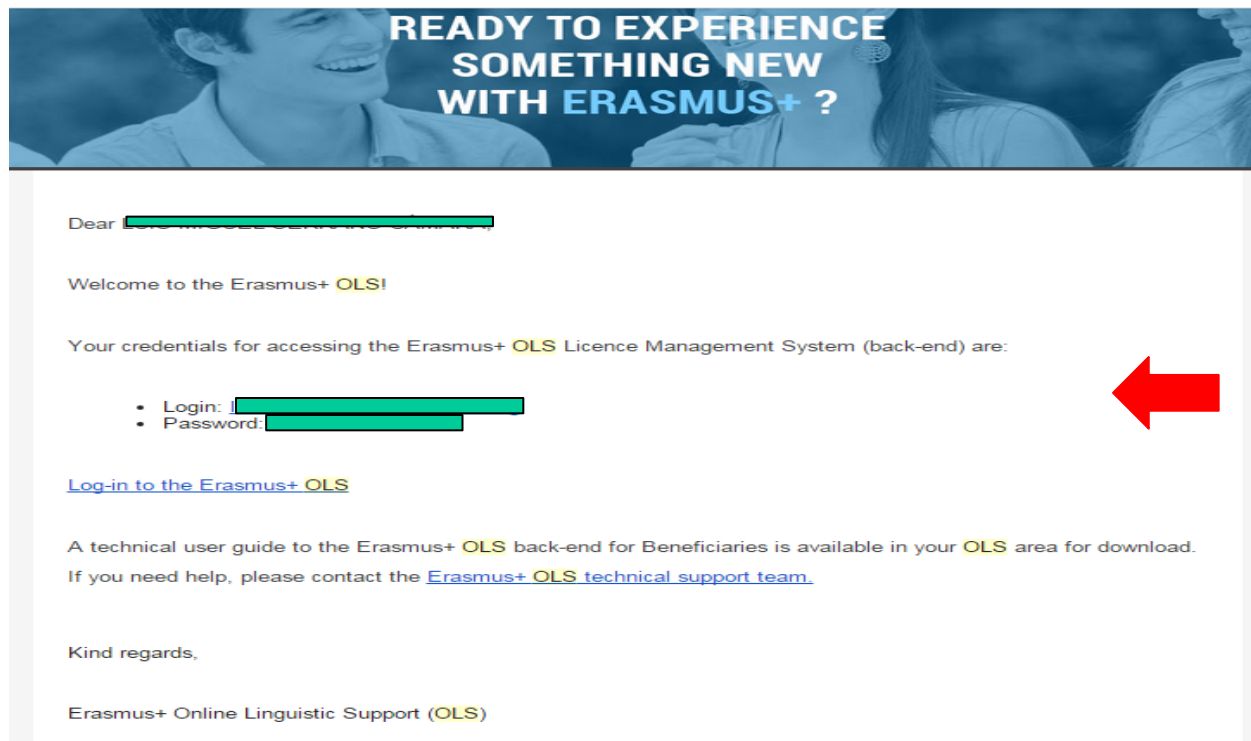 READY TO EXPERIENCE
SOMETHING NEW
WITH ERASMUS+ ?
Dear
Welcome to the Erasmus+ OLS!
Your credentials for accessing the Erasmus+ OLS Licence Management System (back-end) are:
• Login:
• Password:
Log-in to the Erasmus+ OLS
A technical user guide to the Erasmus+ OLS back-end for Beneficiaries is available in your OLS area for download.
If you need help, please contact the Erasmus+ OLS technical support team.
Kind regards,
Erasmus+ Online Linguistic Support (OLS)